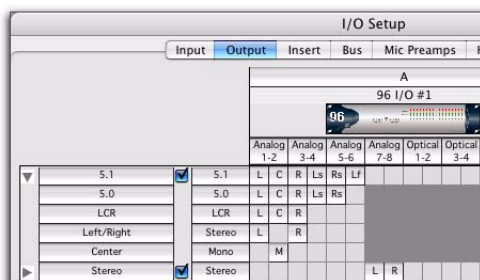 I/O Setup
Input Output Insert Bus Mic Preamps
A
96 I/O #1
96
Analog Analog Analog Analog Optical Optical
1-2 3-4 5-6 7-8 1-2 3-4
5.1 5.1 L C R Ls Rs Lf
5.0 5.0 L C R Ls Rs
LCR LCR L C R
Left/Right Stereo L R
Center Mono M
Stereo Stereo L R